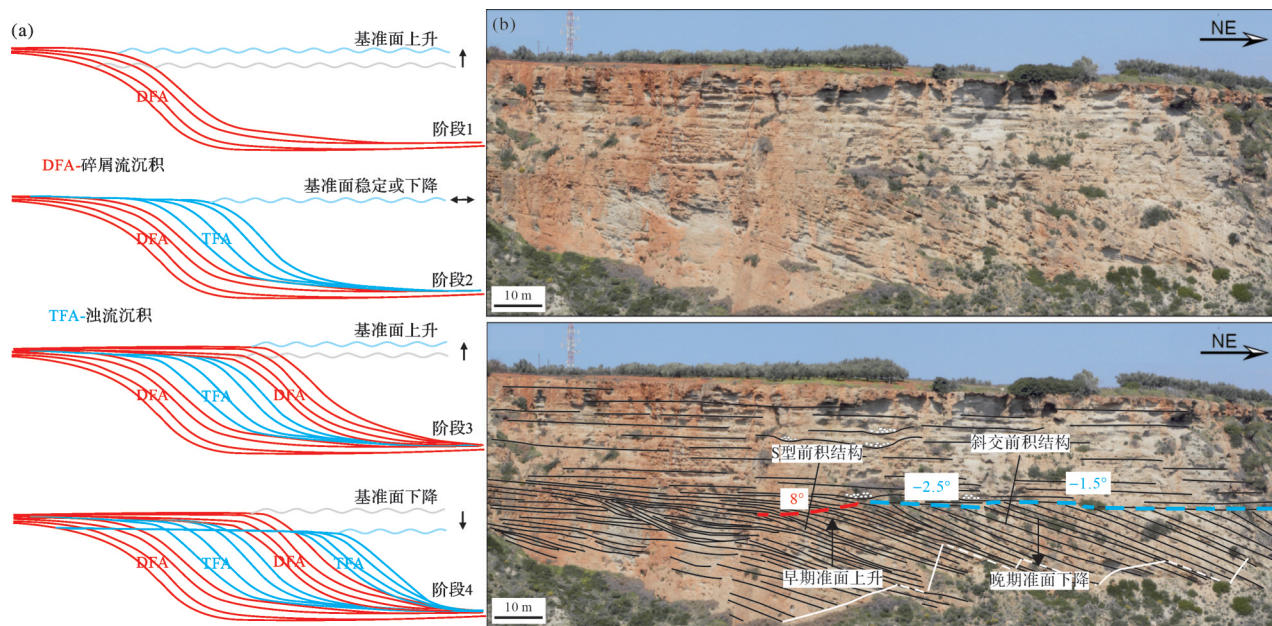 (a)
基准面上升
DFA
阶段1
DFA-碎屑流沉积
基准面稳定或下降
DFA
TFA
阶段2
TFA-浊流沉积
基准面上升
DFA
TFA
DFA
阶段3
基准面下降
DFA
TFA
DFA
TFA
阶段4
(b)
NE
10 m
NE
S型前积结构
斜交前积结构
8°
−2.5°
−1.5°
早期准面上升
晚期准面下降
10 m